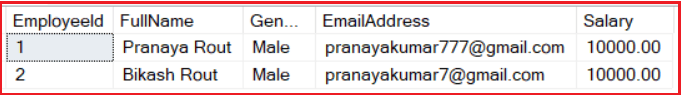 EmployeeId FullName Gen... EmailAddress Salary
1 Pranaya Rout Male pranayakumar777@gmail.com 10000.00
2 Bikash Rout Male pranayakumar7@gmail.com 10000.00